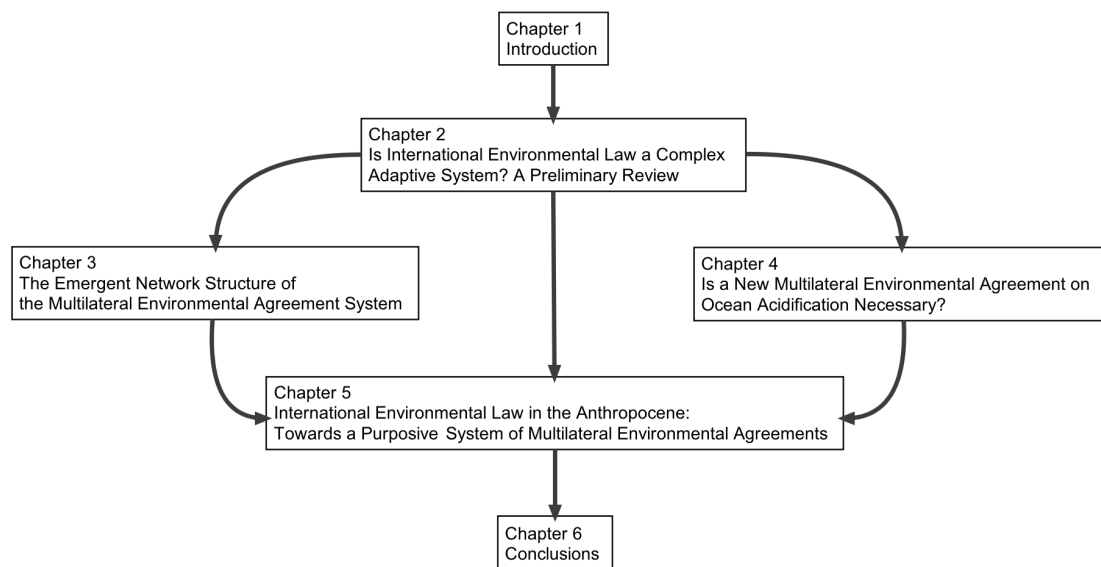 Chapter 1
Introduction
Chapter 2
Is International Environmental Law a Complex
Adaptive System? A Preliminary Review
Chapter 3
The Emergent Network Structure of
the Multilateral Environmental Agreement System
Chapter 4
Is a New Multilateral Environmental Agreement on
Ocean Acidification Necessary?
Chapter 5
International Environmental Law in the Anthropocene:
Towards a Purposive System of Multilateral Environmental Agreements
Chapter 6
Conclusions